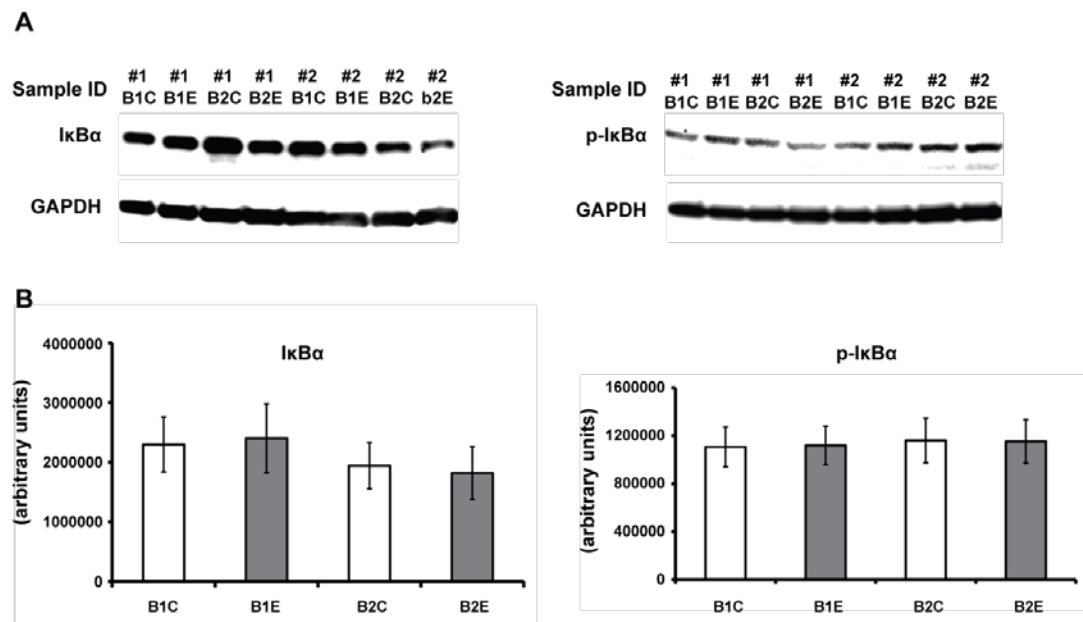 A
Sample ID
#1 #1 #1 #1 #2 #2 #2 #2
B1C B1E B2C B2E B1C B1E B2C b2E
IκBα
GAPDH
Sample ID
#1 #1 #1 #1 #2 #2 #2 #2
B1C B1E B2C B2E B1C B1E B2C B2E
p-IκBα
GAPDH
B
IκBα
(arbitrary units)
4000000
3000000
2000000
1000000
0
B1C B1E B2C B2E
p-IκBα
(arbitrary units)
1600000
1200000
800000
400000
0
B1C B1E B2C B2E